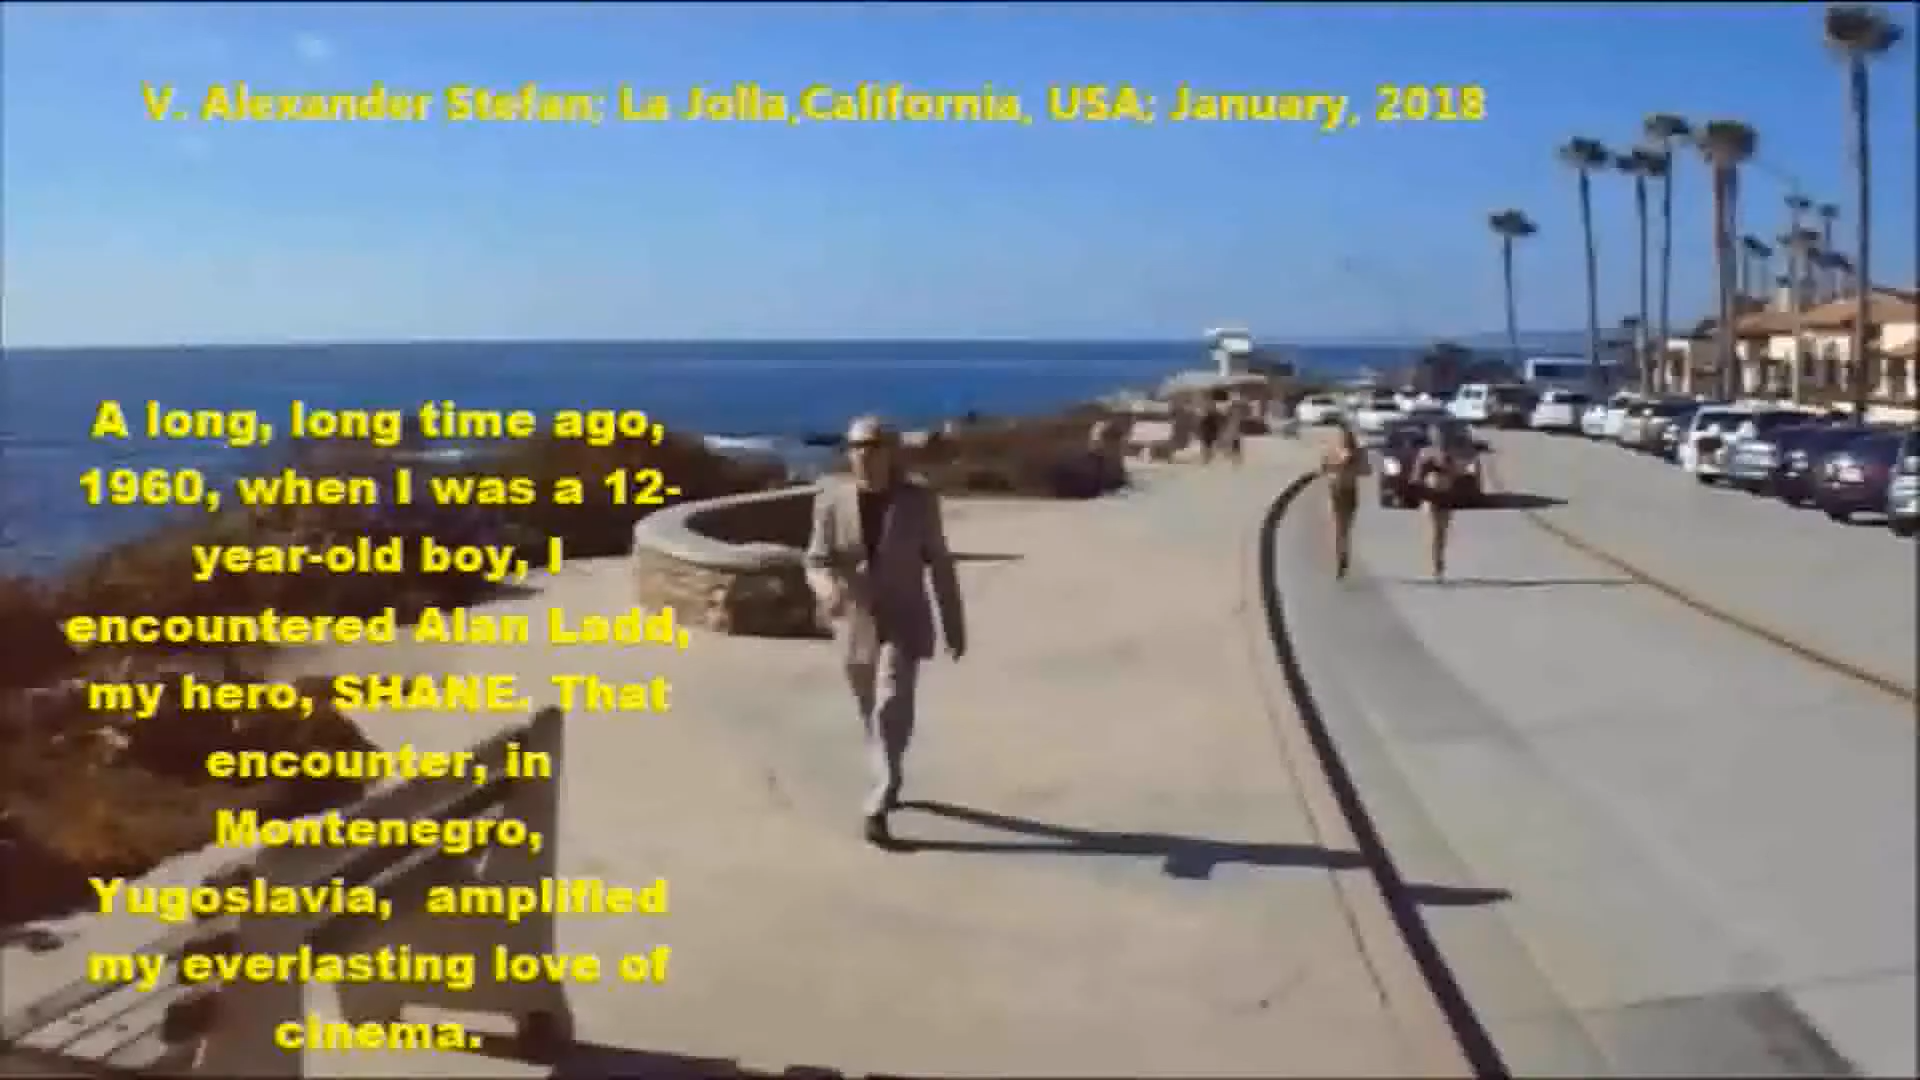 V. Alexander Stefan; La Jolla,California, USA; January, 2018
A long, long time ago,
1960, when I was a 12-
year-old boy, I
encountered Alan Ladd,
my hero, SHANE. That
encounter, in
Montenegro,
Yugoslavia, amplified
my everlasting love of
cinema.